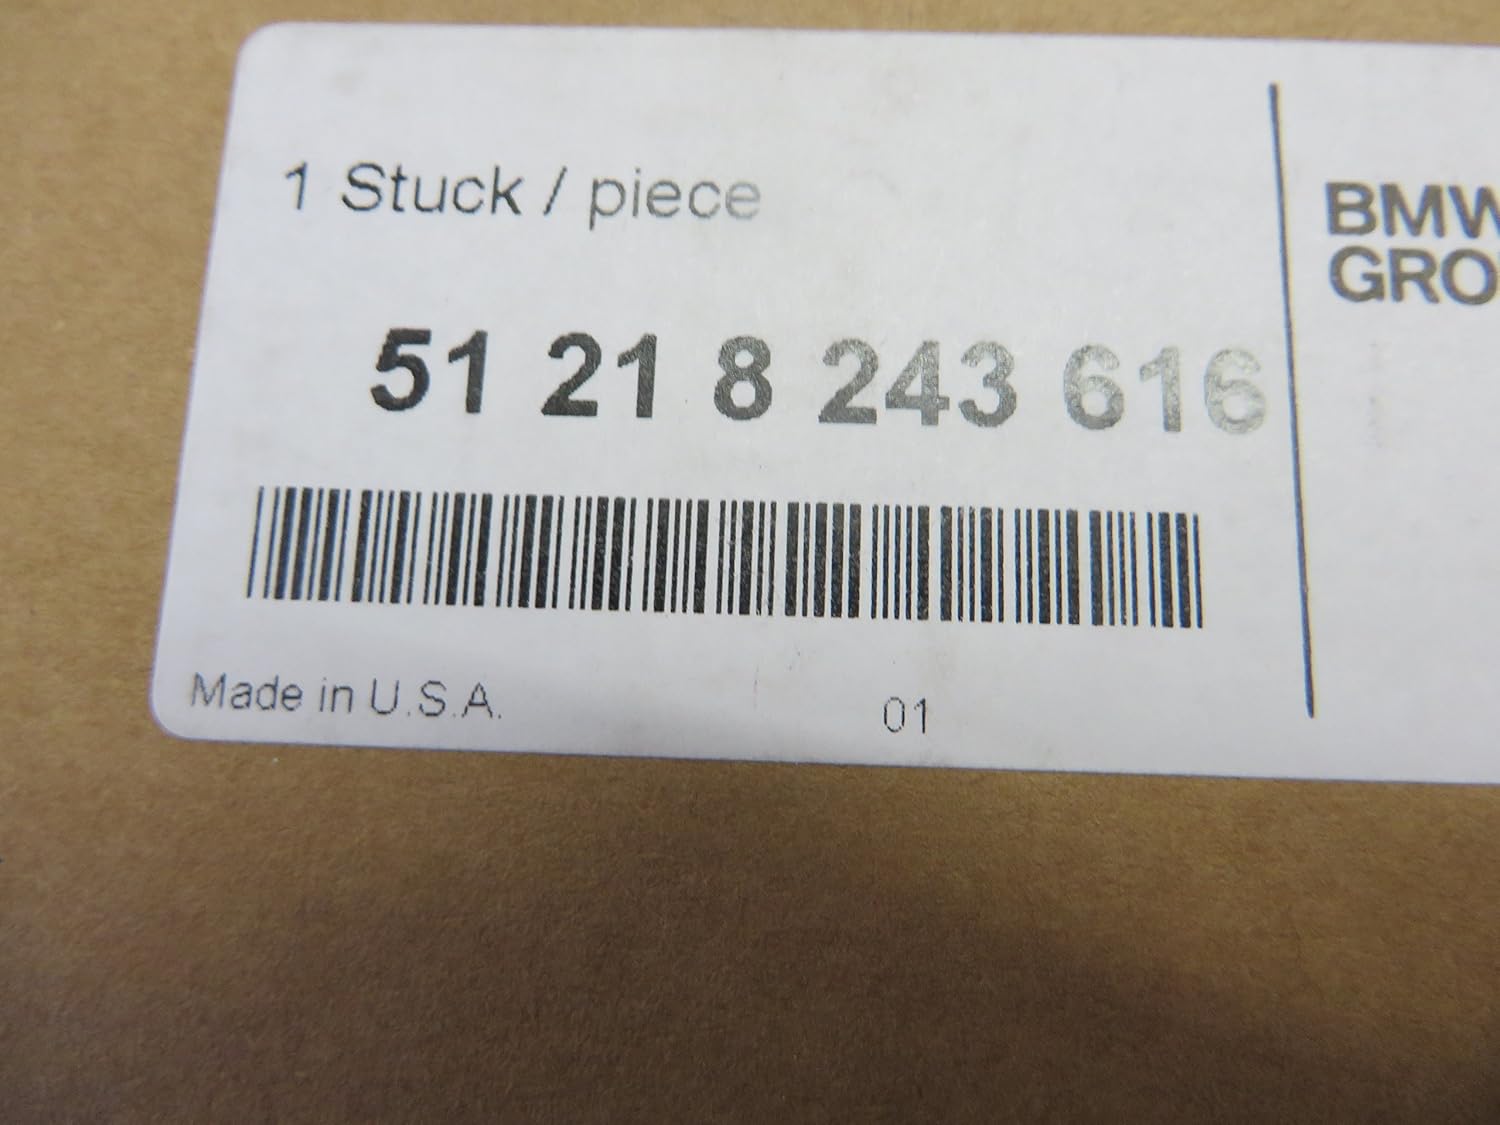 1 Stuck / piece
51 21 8 243 616
Made in U.S.A.
01
BMW
GRO